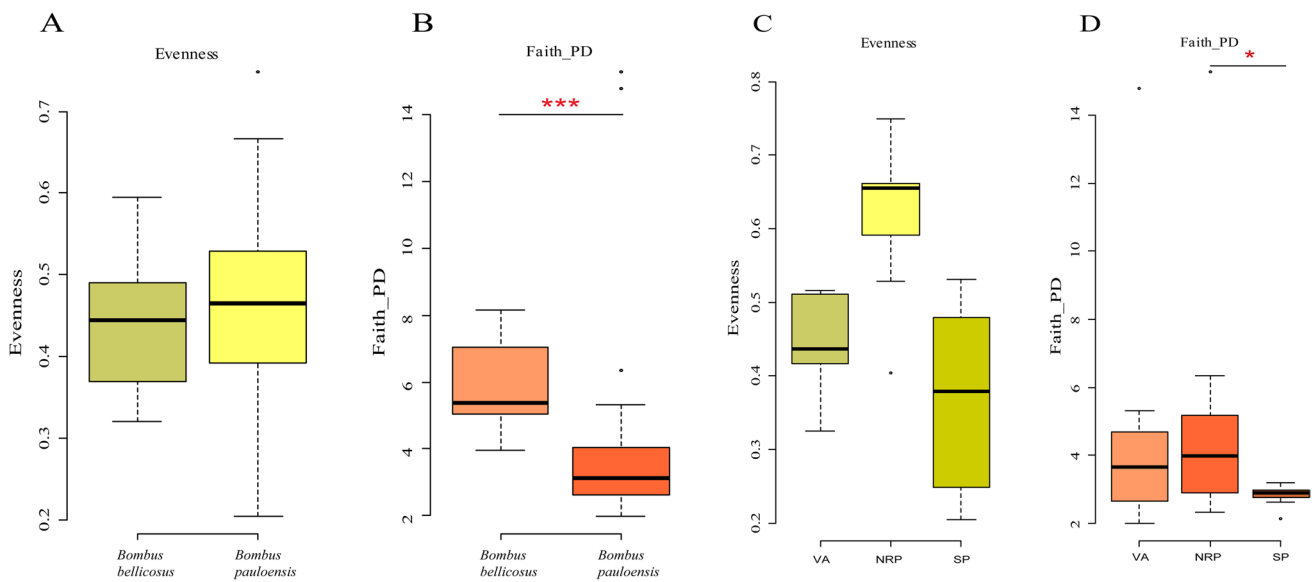 A
Evenness
Evenness
0.7
0.6
0.5
0.4
0.3
0.2
Bombus
bellicosus
Bombus
pauloensis
B
Faith_PD
***
Faith_PD
14
12
10
8
6
4
2
Bombus
bellicosus
Bombus
pauloensis
C
Evenness
Evenness
0.8
0.7
0.6
0.5
0.4
0.3
0.2
VA
NRP
SP
D
Faith_PD
*
Faith_PD
14
12
10
8
6
4
2
VA
NRP
SP